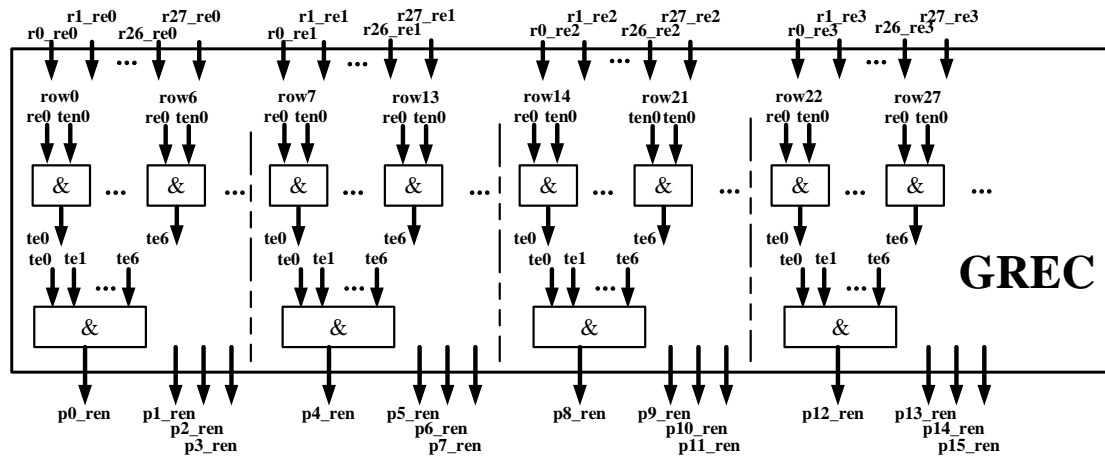 r1_re0 r27_re0 r1_re1 r27_re1 r1_re2 r27_re2 r1_re3 r27_re3
r0_re0 r26_re0 r0_re1 r26_re1 r0_re2 r26_re2 r0_re3 r26_re3
... ... ... ...
row0 row6 row7 row13 row14 row21 row22 row27
re0 ten0 re0 ten0 re0 ten0 re0 ten0 re0 ten0 ten0 ten0 re0 ten0 re0 ten0
& ... & ... & ... & ... & ... & ... & ... & ...
te0 te6 te0 te6 te0 te6 te0 te6
te0 te1 te6 te0 te1 te6 te0 te1 te6 te0 te1 te6
... ... ... ...
GREC
& & & &
p0_ren p1_ren p4_ren p5_ren p8_ren p9_ren p12_ren p13_ren
p2_ren p6_ren p10_ren p14_ren
p3_ren p7_ren p11_ren p15_ren